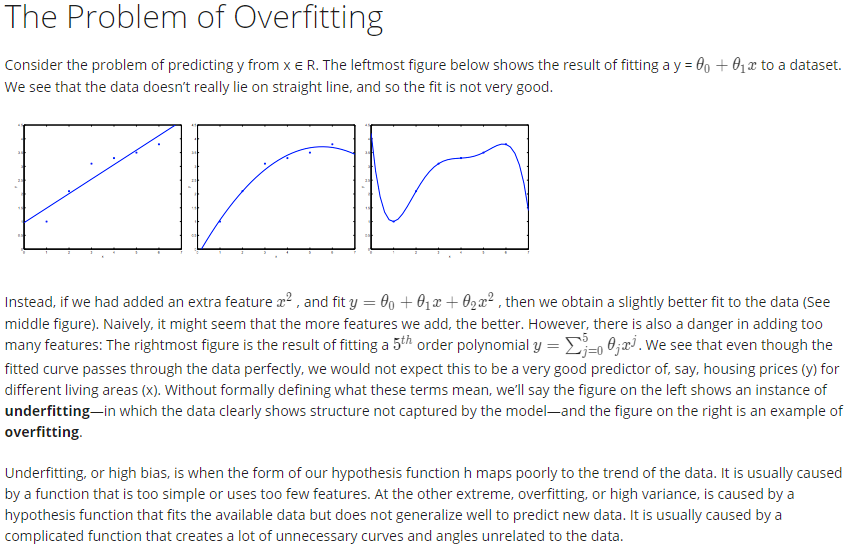 The Problem of Overfitting
Consider the problem of predicting y from x ∈ R. The leftmost figure below shows the result of fitting a y = θ₀ + θ₁x to a dataset.
We see that the data doesn't really lie on straight line, and so the fit is not very good.
Instead, if we had added an extra feature x² , and fit y = θ₀ + θ₁x + θ₂x² , then we obtain a slightly better fit to the data (See
middle figure). Naively, it might seem that the more features we add, the better. However, there is also a danger in adding too
many features: The rightmost figure is the result of fitting a 5ᵗʰ order polynomial y = ∑⁵ⱼ₌₀ θⱼxʲ. We see that even though the
fitted curve passes through the data perfectly, we would not expect this to be a very good predictor of, say, housing prices (y) for
different living areas (x). Without formally defining what these terms mean, we'll say the figure on the left shows an instance of
underfitting—in which the data clearly shows structure not captured by the model—and the figure on the right is an example of
overfitting.
Underfitting, or high bias, is when the form of our hypothesis function h maps poorly to the trend of the data. It is usually caused
by a function that is too simple or uses too few features. At the other extreme, overfitting, or high variance, is caused by a
hypothesis function that fits the available data but does not generalize well to predict new data. It is usually caused by a
complicated function that creates a lot of unnecessary curves and angles unrelated to the data.